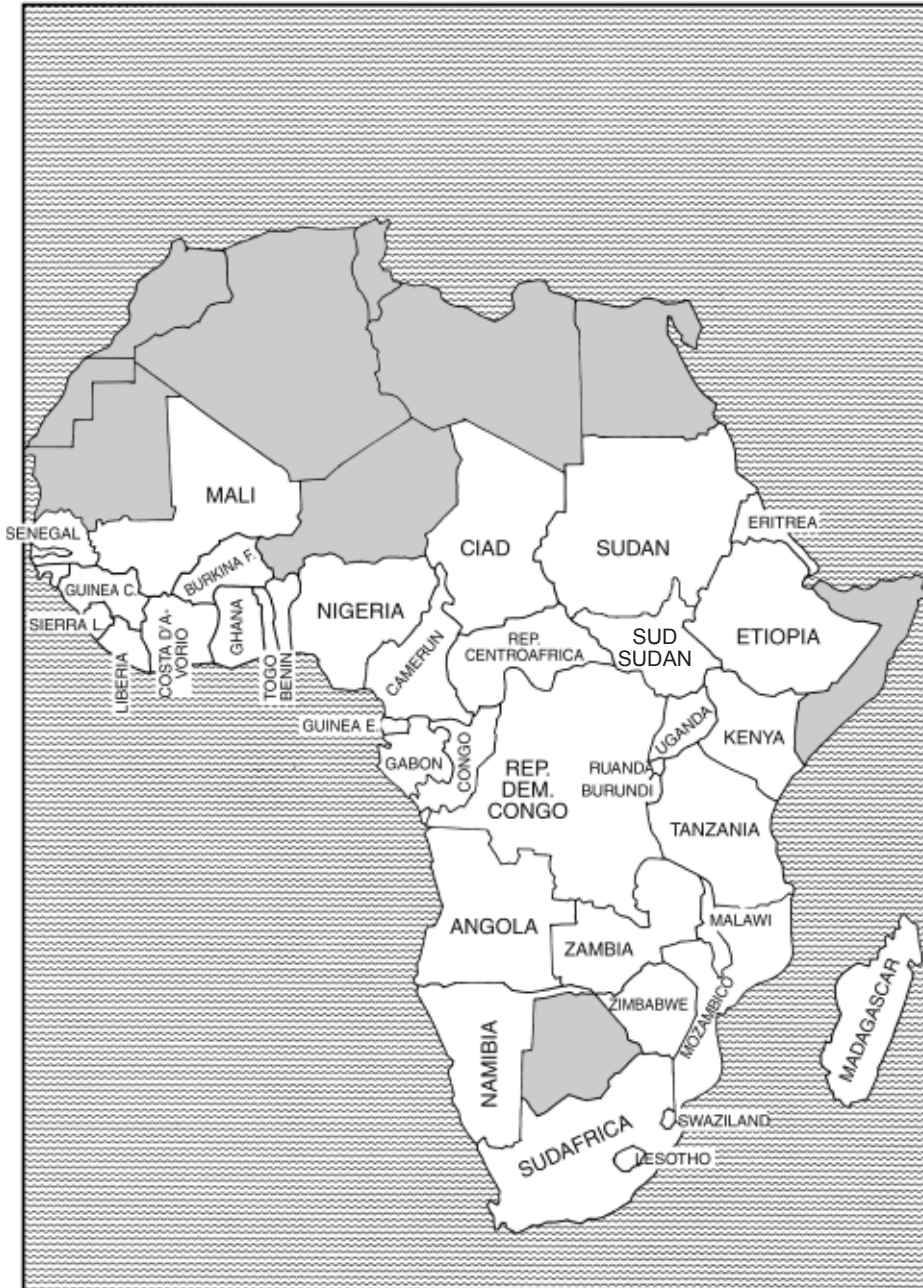 MALI
SENEGAL
CIAD
SUDAN
ERITREA
BURKINA F.
GUINEA C.
NIGERIA
SIERRA L.
COSTA D'A-
VORIO
GHANA
LIBERIA
TOGO
BENIN
CAMERUN
REP.
CENTROAFRICA
SUD
SUDAN
ETIOPIA
GUINEA E.
GABON
CONGO
REP.
DEM.
CONGO
UGANDA
KENYA
RUANDA
BURUNDI
TANZANIA
ANGOLA
ZAMBIA
MALAWI
ZIMBABWE
MOZAMBICO
MADAGASCAR
NAMIBIA
SUDAFRICA
SWAZILAND
LESOTHO